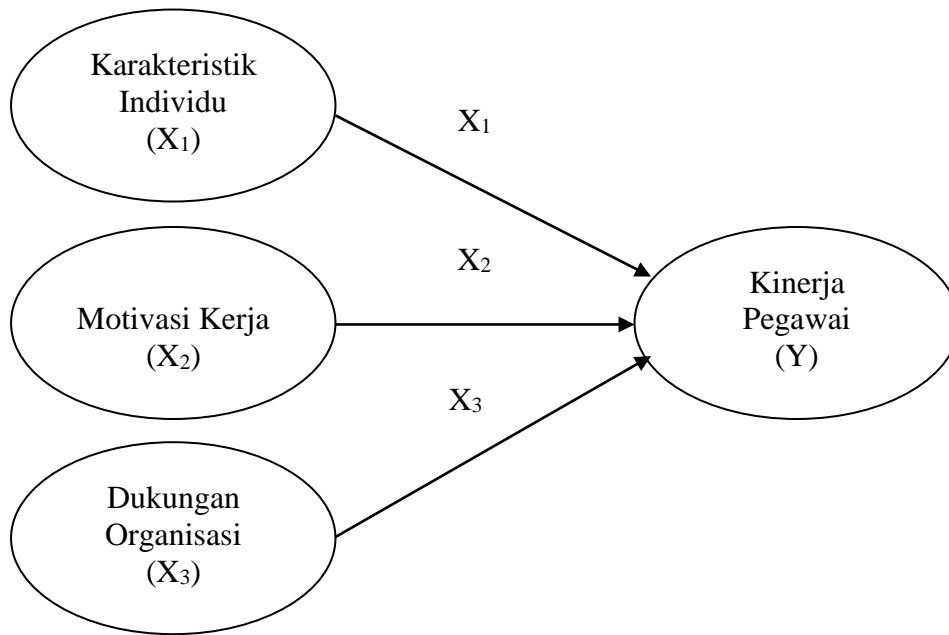 Karakteristik
Individu
(X₁)
X₁
Motivasi Kerja
(X₂)
X₂
Dukungan
Organisasi
(X₃)
X₃
Kinerja
Pegawai
(Y)